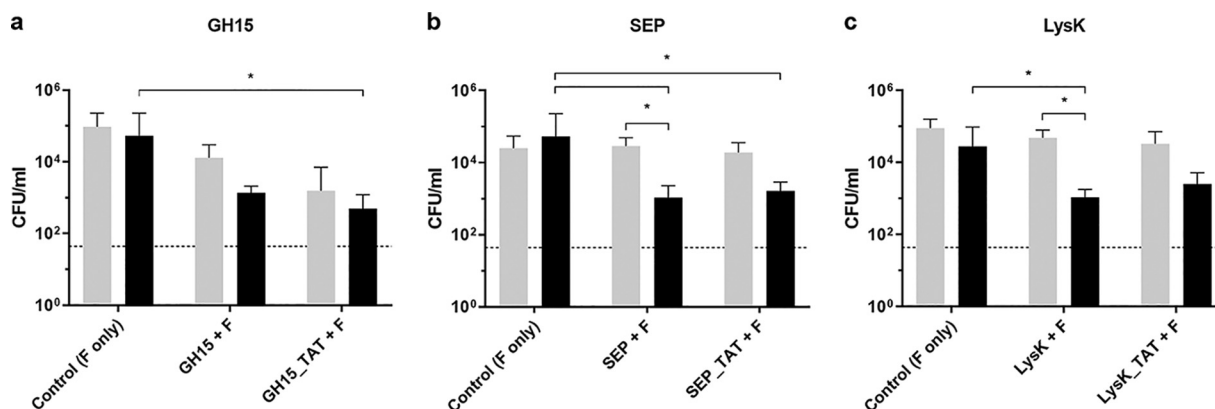 a
GH15
*
10⁶
10⁴
10²
10⁰
CFU/ml
Control (F only)
GH15 + F
GH15_TAT + F
b
SEP
*
*
10⁶
10⁴
10²
10⁰
CFU/ml
Control (F only)
SEP + F
SEP_TAT + F
c
LysK
*
*
10⁶
10⁴
10²
10⁰
CFU/ml
Control (F only)
LysK + F
LysK_TAT + F